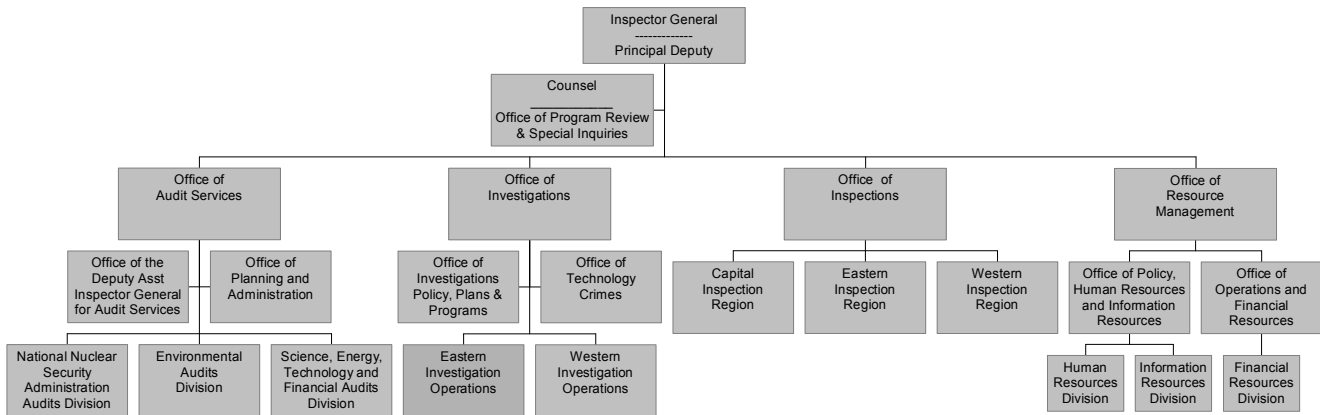 Inspector General
-------------
Principal Deputy
Counsel
_____________
Office of Program Review
& Special Inquiries
Office of
Audit Services
Office of
Investigations
Office of
Inspections
Office of
Resource
Management
Office of the
Deputy Asst
Inspector General
for Audit Services
Office of
Planning and
Administration
Office of
Investigations
Policy, Plans &
Programs
Office of
Technology
Crimes
Capital
Inspection
Region
Eastern
Inspection
Region
Western
Inspection
Region
Office of Policy,
Human Resources
and Information
Resources
Office of
Operations and
Financial
Resources
National Nuclear
Security
Administration
Audits Division
Environmental
Audits
Division
Science, Energy,
Technology and
Financial Audits
Division
Eastern
Investigation
Operations
Western
Investigation
Operations
Human
Resources
Division
Information
Resources
Division
Financial
Resources
Division